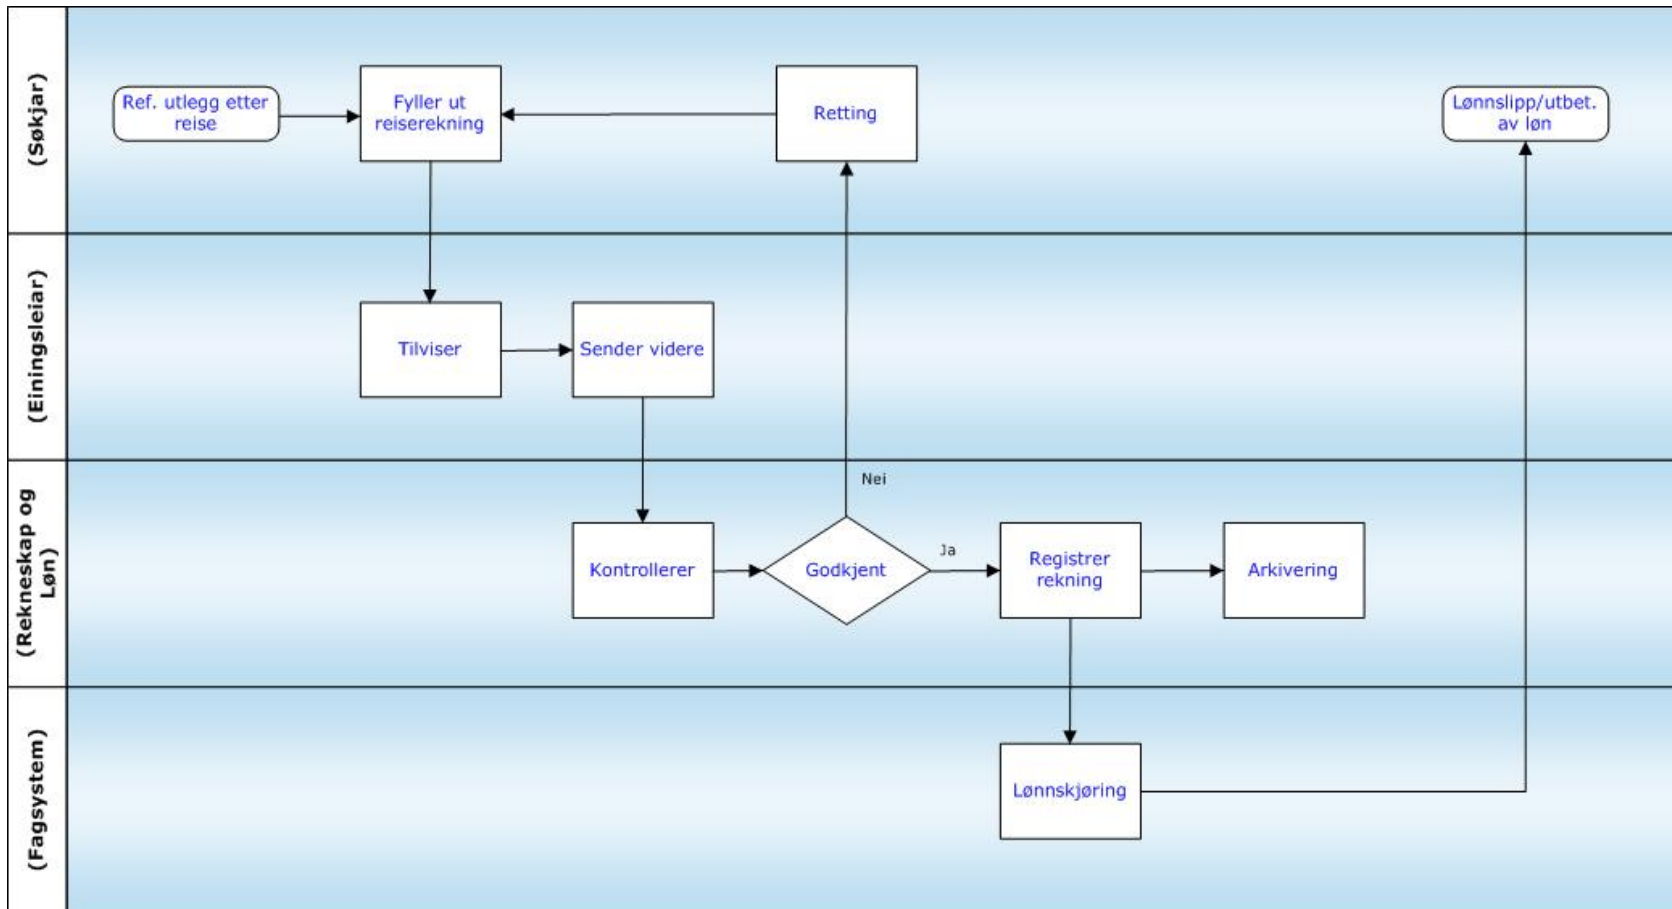 (Søkjar)
Ref. utlegg etter
reise
Fyller ut
reiserekning
Retting
Lønnslipp/utbet.
av løn
(Einingsleiar)
Tilviser
Sender videre
(Rekneskap og
Løn)
Nei
Kontrollerer
Godkjent
Ja
Registrer
rekning
Arkivering
(Fagsystem)
Lønnskjøring